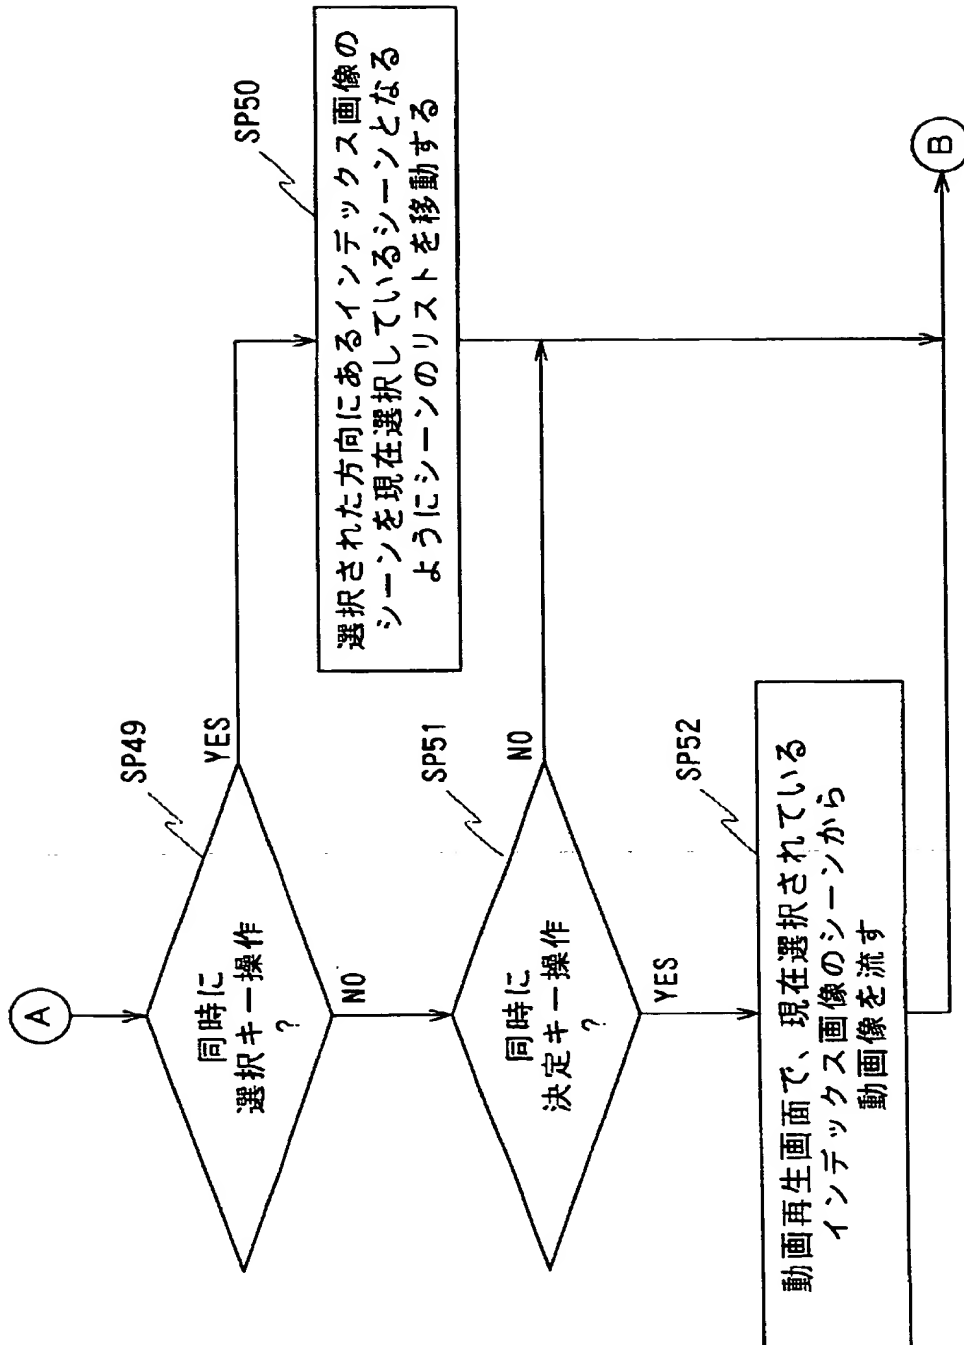 A
SP49
同時に
選択キー操作
?
YES
NO
SP50
選択された方向にあるインデックス画像の
シーンを現在選択しているシーンとなる
ようにシーンのリストを移動する
SP51
同時に
決定キー操作
?
NO
YES
SP52
動画再生画面で、現在選択されている
インデックス画像のシーンから
動画像を流す
B